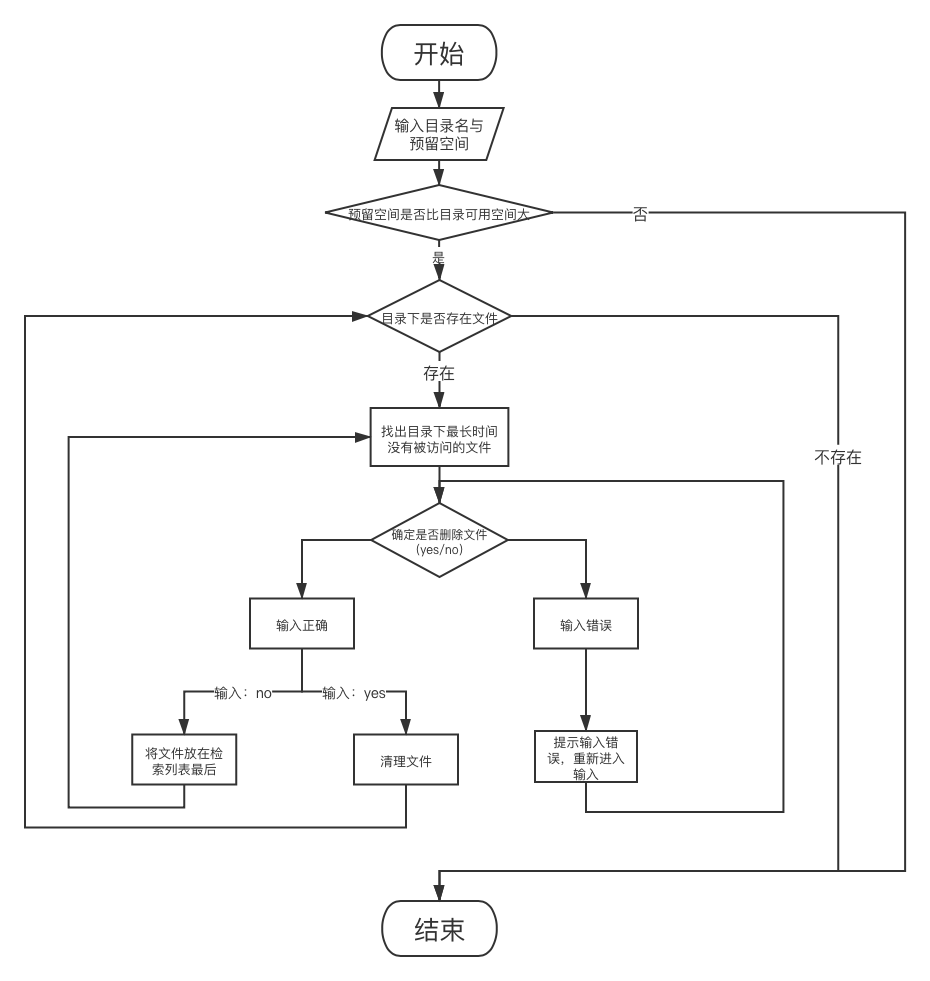 开始
输入目录名与
预留空间
预留空间是否比目录可用空间大
否
是
目录下是否存在文件
存在
找出目录下最长时间
没有被访问的文件
不存在
确定是否删除文件
(yes/no)
输入正确
输入错误
输入：no
输入：yes
将文件放在检
索列表最后
清理文件
提示输入错
误，重新进入
输入
结束